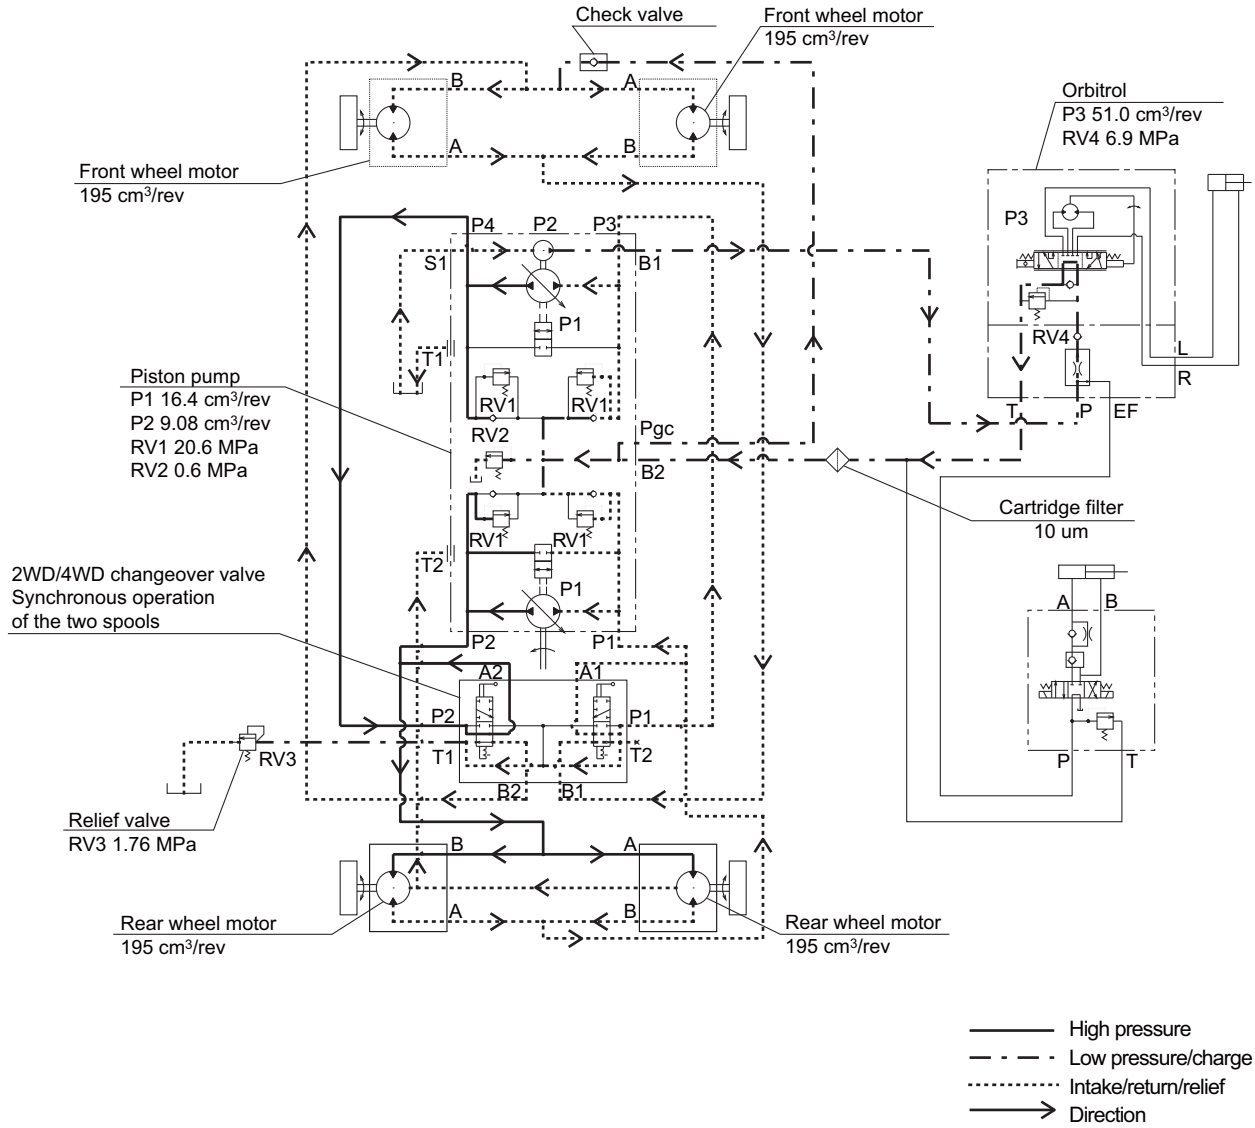 Check valve
Front wheel motor
195 cm³/rev
B
A
A
B
Front wheel motor
195 cm³/rev
Orbitrol
P3 51.0 cm³/rev
RV4 6.9 MPa
P3
RV4
L
R
T
P
EF
P4
P2
P3
S1
B1
P1
T1
RV1
RV1
RV2
Pgc
B2
RV1
RV1
T2
P1
P2
P1
Piston pump
P1 16.4 cm³/rev
P2 9.08 cm³/rev
RV1 20.6 MPa
RV2 0.6 MPa
Cartridge filter
10 um
2WD/4WD changeover valve
Synchronous operation
of the two spools
A2
A1
P2
P1
T1
T2
B2
B1
RV3
Relief valve
RV3 1.76 MPa
A
B
P
T
B
A
A
B
Rear wheel motor
195 cm³/rev
Rear wheel motor
195 cm³/rev
High pressure
Low pressure/charge
Intake/return/relief
Direction